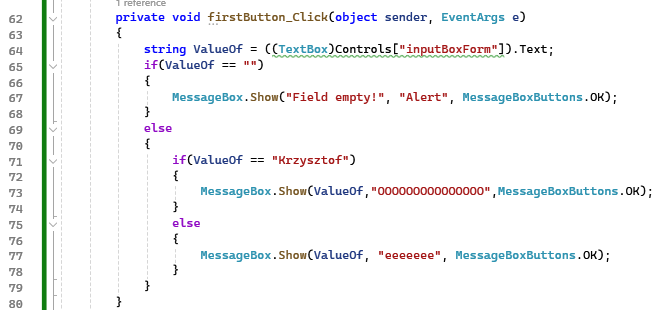 1 reference
62 private void firstButton_Click(object sender, EventArgs e)
63 {
64 string ValueOf = ((TextBox)Controls["inputBoxForm"]).Text;
65 if(ValueOf == "")
66 {
67 MessageBox.Show("Field empty!", "Alert", MessageBoxButtons.OK);
68 }
69 else
70 {
71 if(ValueOf == "Krzysztof")
72 {
73 MessageBox.Show(ValueOf,"OOOOOOOOOOOOOOO",MessageBoxButtons.OK);
74 }
75 else
76 {
77 MessageBox.Show(ValueOf, "eeeeeee", MessageBoxButtons.OK);
78 }
79 }
80 }